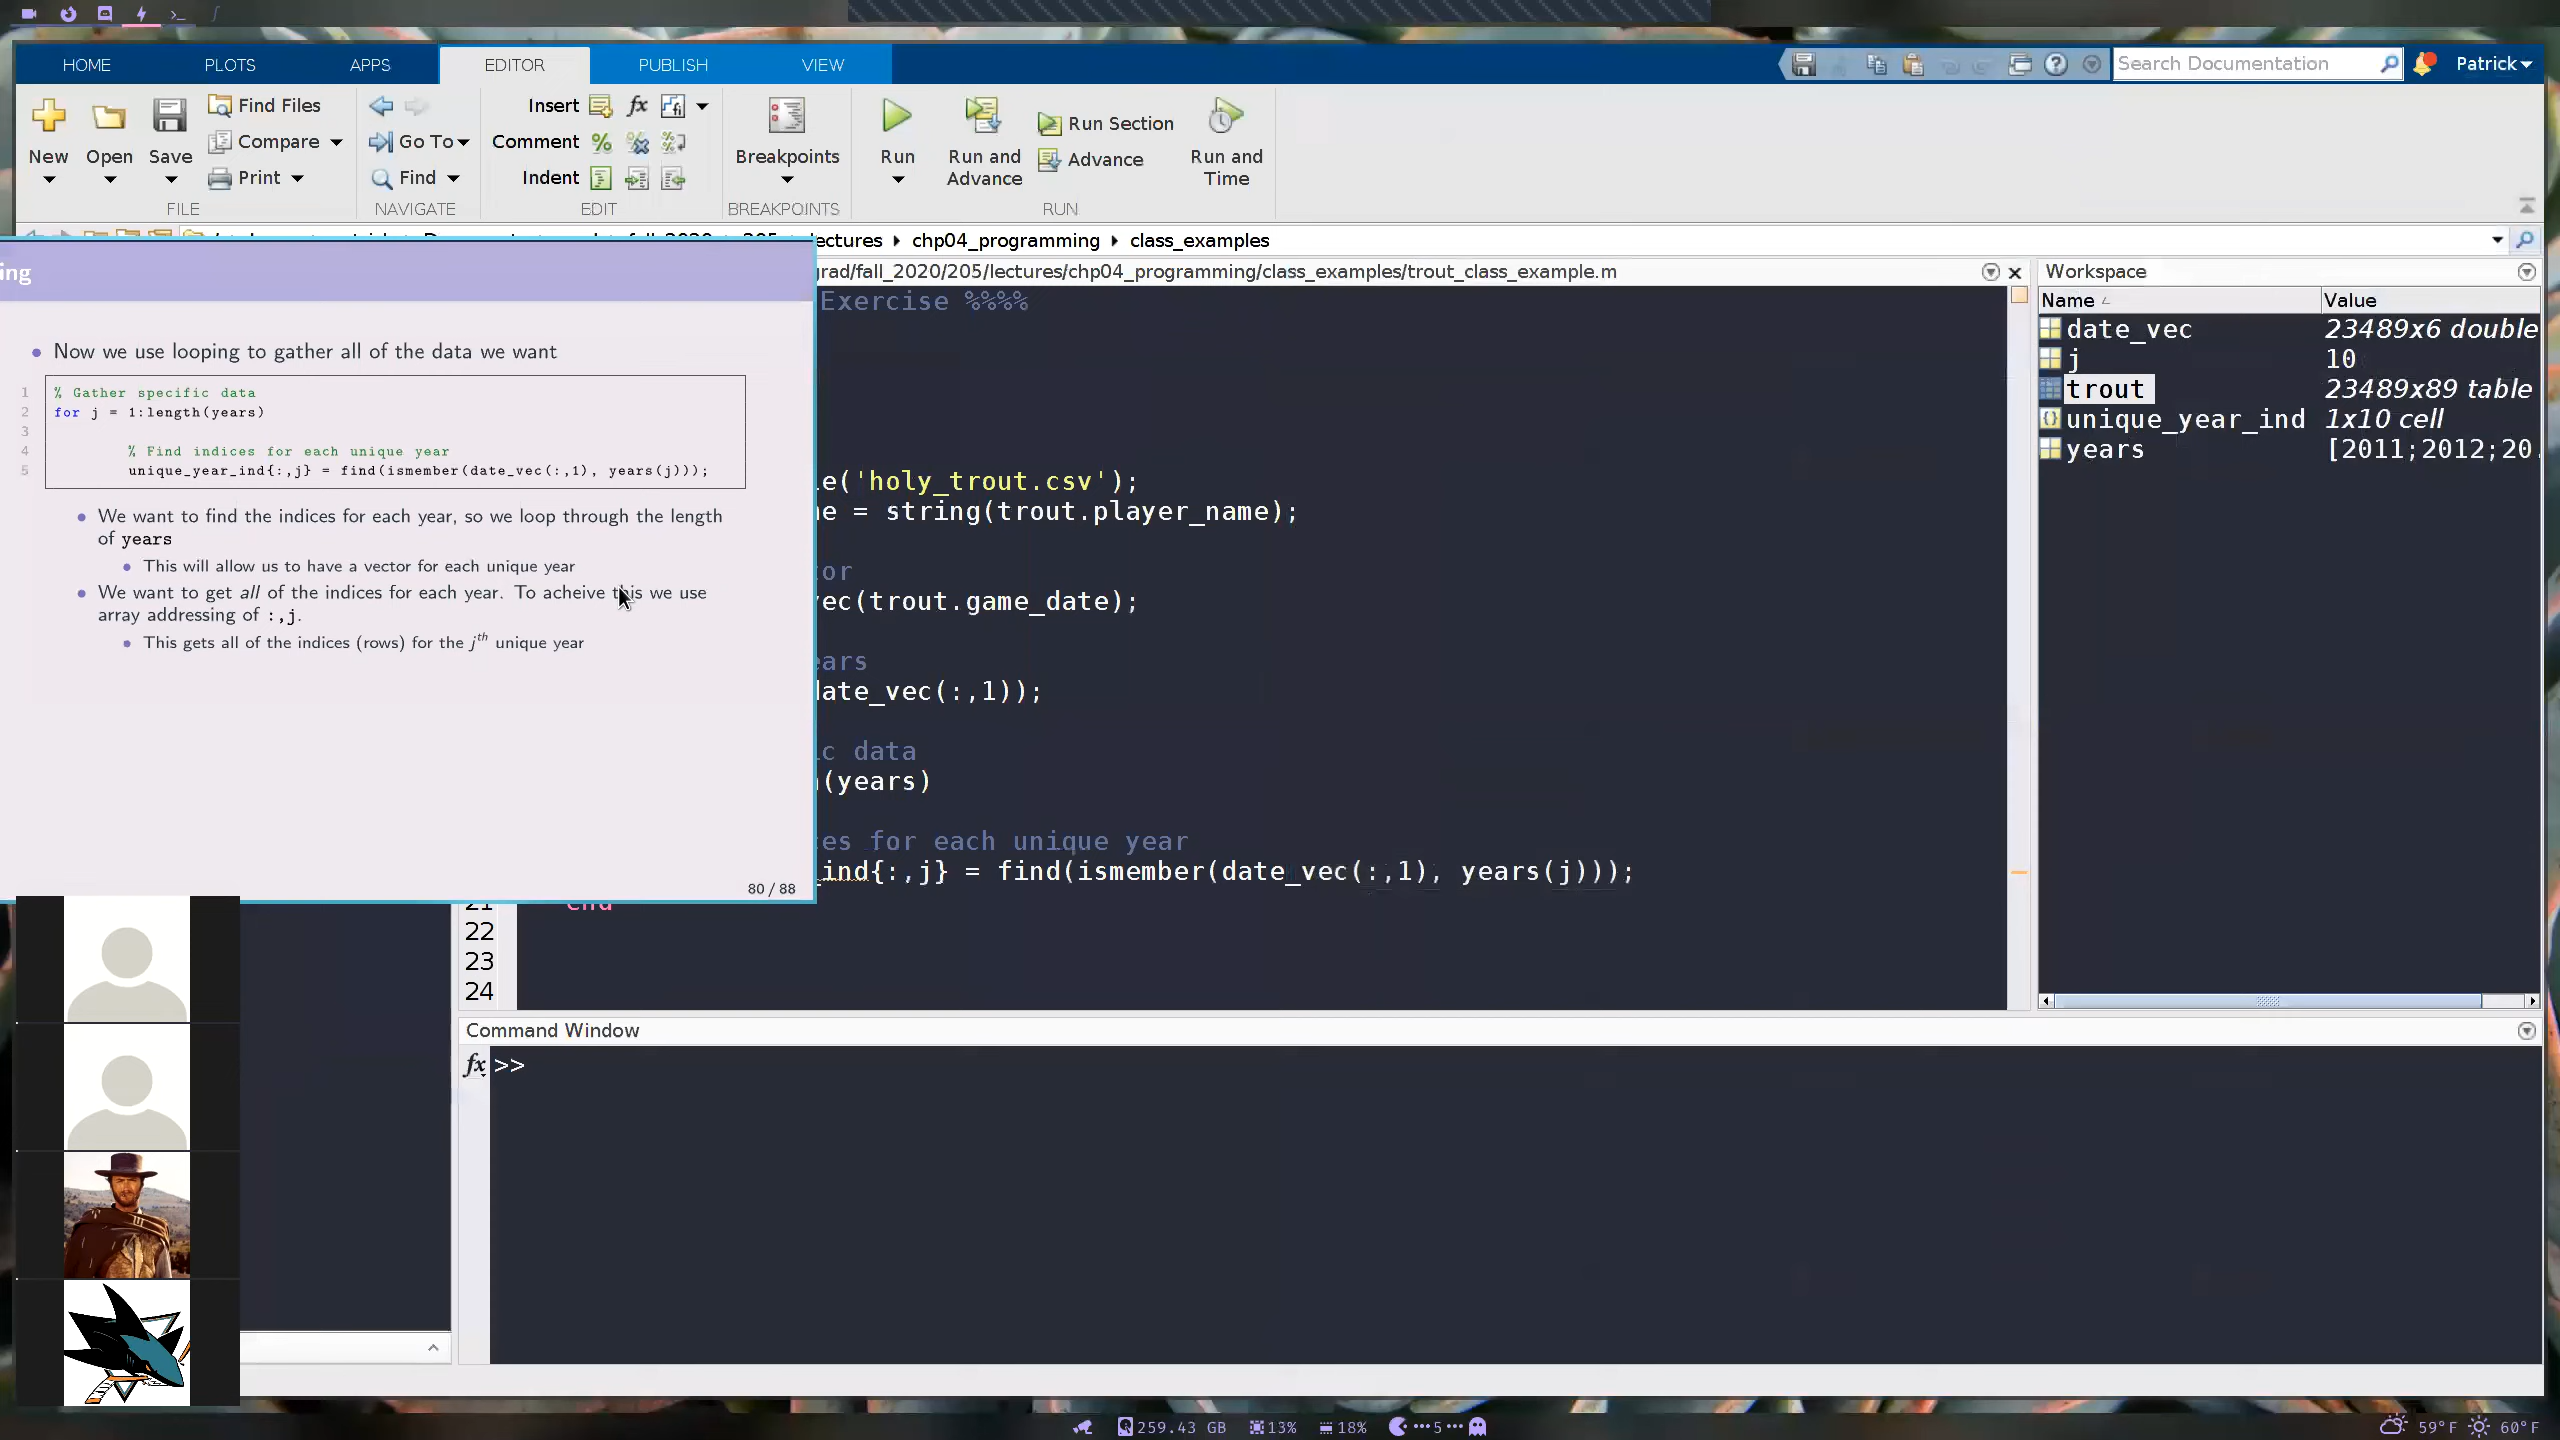 HOME PLOTS APPS EDITOR PUBLISH VIEW
Search Documentation
Patrick
New Open Save
Find Files
Compare
Print
FILE
Go To
Find
NAVIGATE
Insert
Comment
Indent
EDIT
Breakpoints
BREAKPOINTS
Run
Run and Advance
Run Section
Advance
Run and Time
RUN
lectures chp04_programming class_examples
grad/fall_2020/205/lectures/chp04_programming/class_examples/trout_class_example.m
ing
Now we use looping to gather all of the data we want
1 % Gather specific data
2 for j = 1:length(years)
3
4 % Find indices for each unique year
5 unique_year_ind{:,j} = find(ismember(date_vec(:,1), years(j)));
We want to find the indices for each year, so we loop through the length
of years
This will allow us to have a vector for each unique year
We want to get all of the indices for each year. To acheive this we use
array addressing of :,j.
This gets all of the indices (rows) for the jth unique year
80 / 88
Exercise %%%%
le('holy_trout.csv');
ne = string(trout.player_name);
tor
vec(trout.game_date);
ears
date_vec(:,1));
ic data
(years)
ces for each unique year
_ind{:,j} = find(ismember(date_vec(:,1), years(j)));
21 end
22
23
24
Workspace
Name Value
date_vec 23489x6 double
j 10
trout 23489x89 table
unique_year_ind 1x10 cell
years [2011;2012;20.
Command Window
fx >>
259.43 GB 13% 18% 5
59°F 60°F